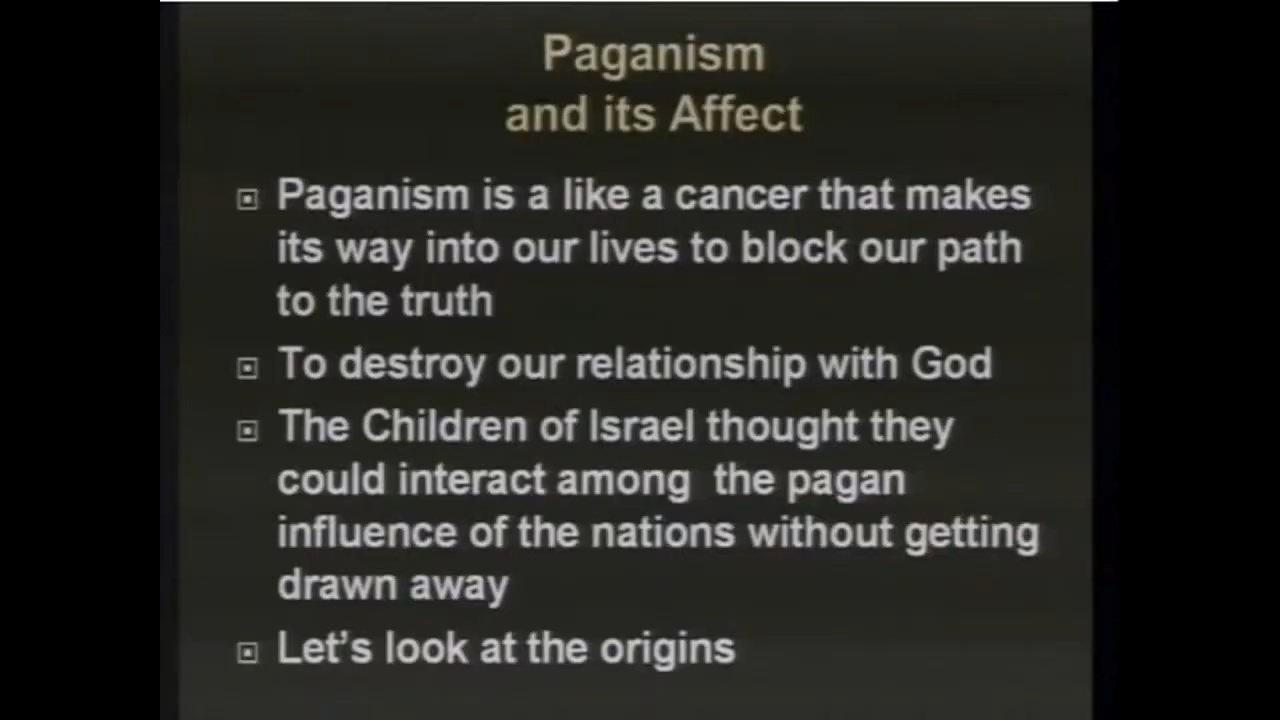 Paganism
and its Affect
Paganism is a like a cancer that makes
its way into our lives to block our path
to the truth
To destroy our relationship with God
The Children of Israel thought they
could interact among the pagan
influence of the nations without getting
drawn away
Let's look at the origins